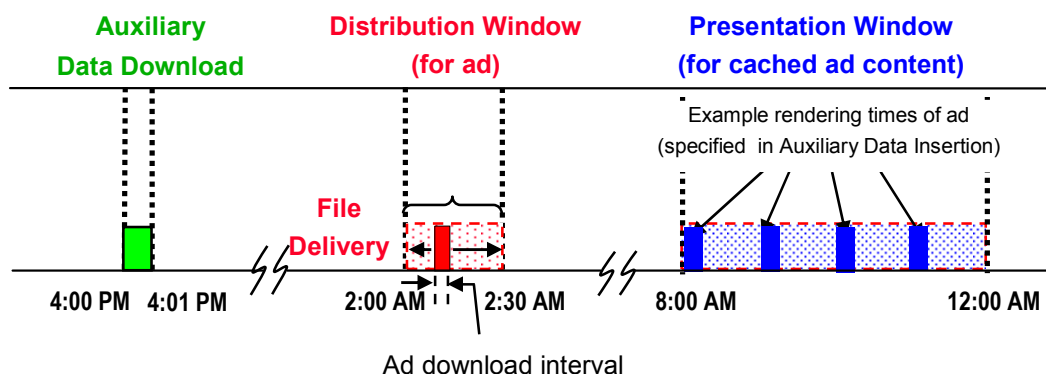 Auxiliary
Data Download
Distribution Window
(for ad)
Presentation Window
(for cached ad content)
Example rendering times of ad
(specified in Auxiliary Data Insertion)
File
Delivery
4:00 PM
4:01 PM
2:00 AM
2:30 AM
8:00 AM
12:00 AM
Ad download interval